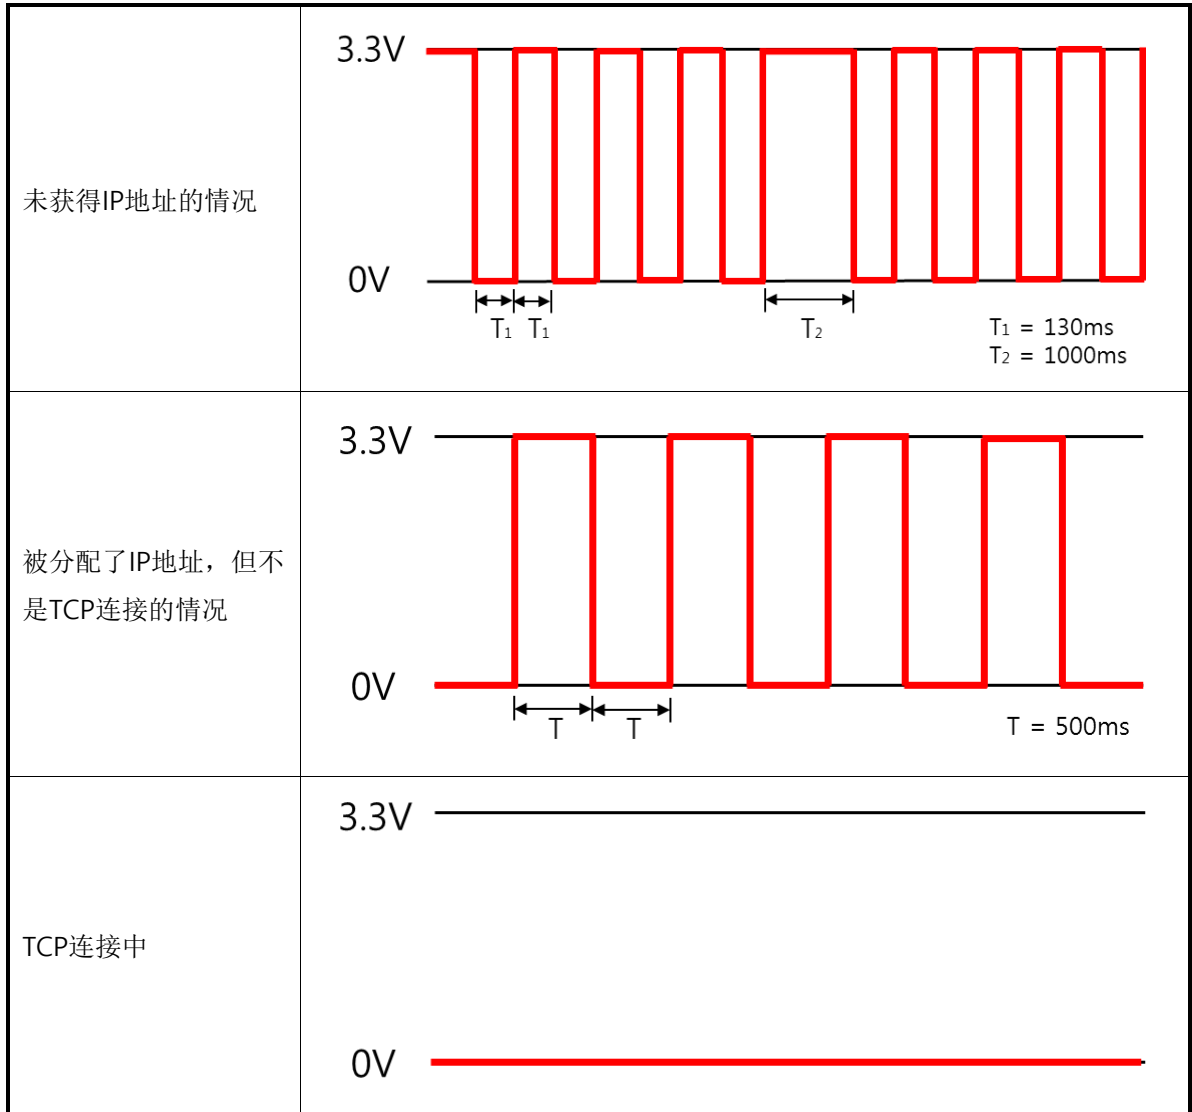 3.3V
未获得IP地址的情况
0V
T1 T1 T2
T1 = 130ms
T2 = 1000ms
3.3V
被分配了IP地址，但不
是TCP连接的情况
0V
T T
T = 500ms
3.3V
TCP连接中
0V